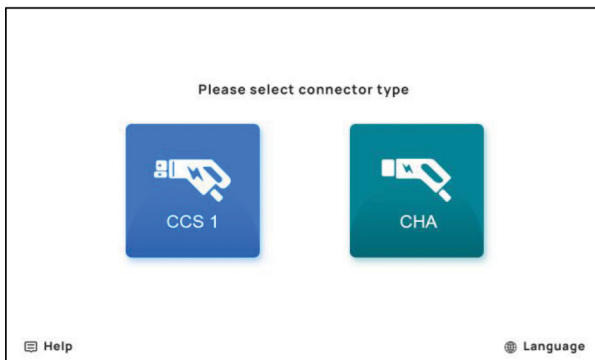 Please select connector type
CCS 1
CHA
Help
Language